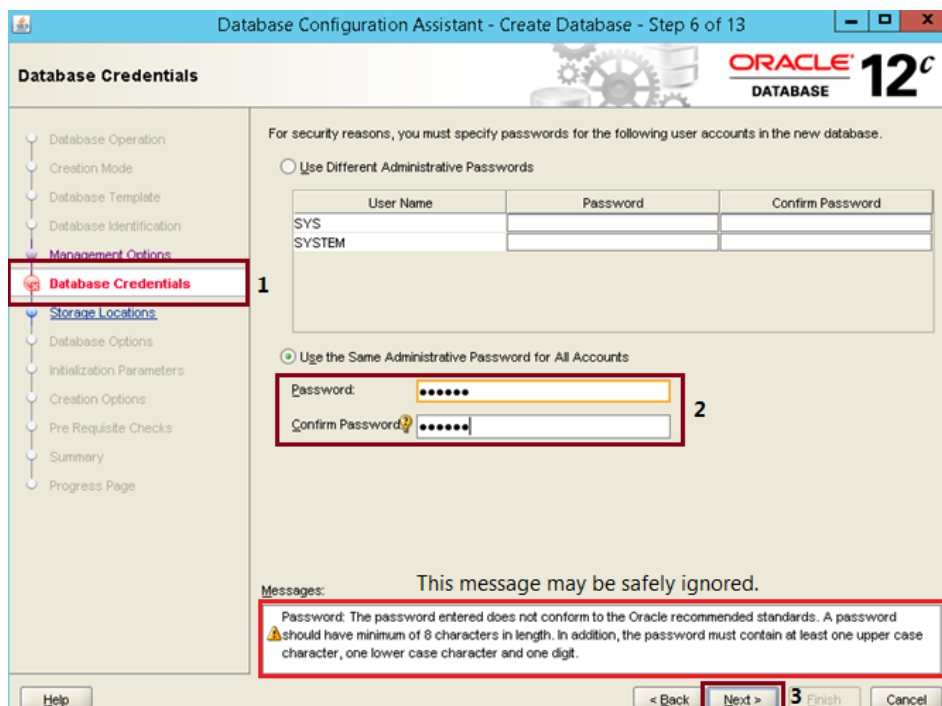 Database Configuration Assistant - Create Database - Step 6 of 13
Database Credentials
ORACLE
DATABASE
12c
Database Operation
Creation Mode
Database Template
Database Identification
Management Options
Database Credentials
1
Storage Locations
Database Options
Initialization Parameters
Creation Options
Pre Requisite Checks
Summary
Progress Page
For security reasons, you must specify passwords for the following user accounts in the new database.
Use Different Administrative Passwords
User Name Password Confirm Password
SYS
SYSTEM
Use the Same Administrative Password for All Accounts
Password: ●●●●●●
Confirm Password: ●●●●●●
2
This message may be safely ignored.
Messages:
Password: The password entered does not conform to the Oracle recommended standards. A password
should have minimum of 8 characters in length. In addition, the password must contain at least one upper case
character, one lower case character and one digit.
Help < Back Next > 3 Finish Cancel